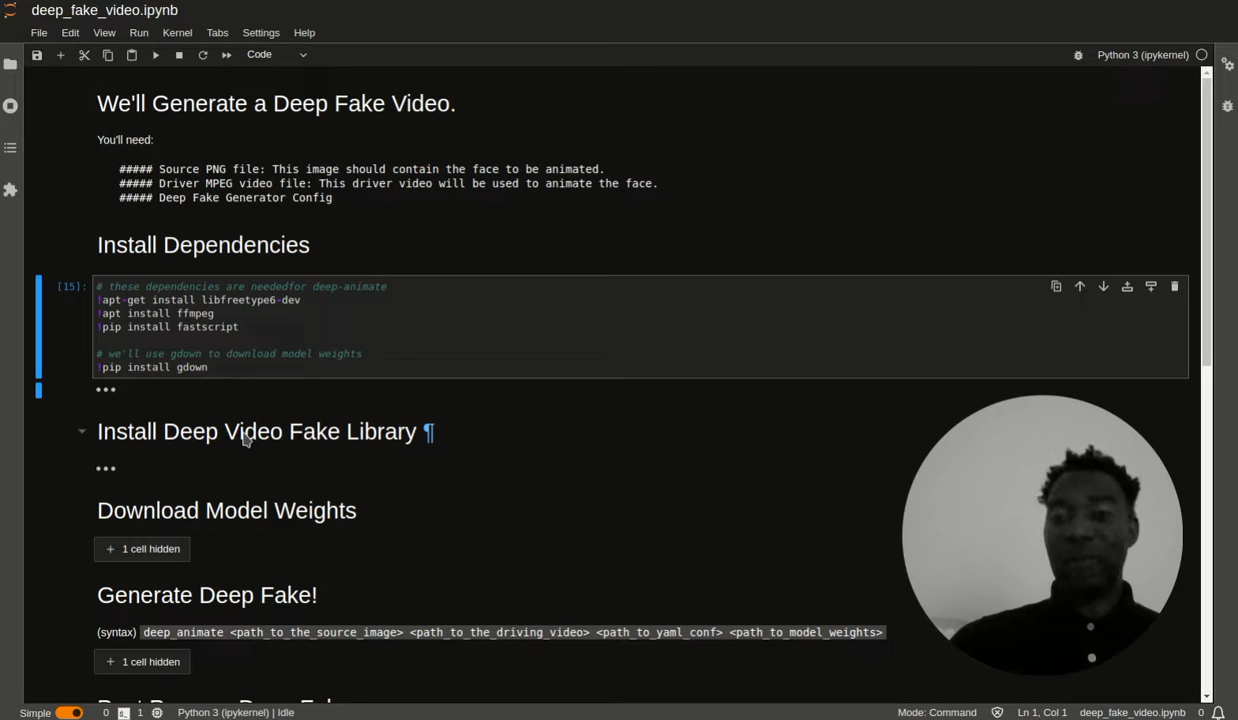 deep_fake_video.ipynb
File Edit View Run Kernel Tabs Settings Help
Code
Python 3 (ipykernel)
We'll Generate a Deep Fake Video.
You'll need:
##### Source PNG file: This image should contain the face to be animated.
##### Driver MPEG video file: This driver video will be used to animate the face.
##### Deep Fake Generator Config
Install Dependencies
[15]: # these dependencies are neededfor deep-animate
!apt-get install libfreetype6-dev
!apt install ffmpeg
!pip install fastscript
# we'll use gdown to download model weights
!pip install gdown
•••
Install Deep Video Fake Library ¶
•••
Download Model Weights
+ 1 cell hidden
Generate Deep Fake!
(syntax) deep_animate <path_to_the_source_image> <path_to_the_driving_video> <path_to_yaml_conf> <path_to_model_weights>
+ 1 cell hidden
Simple 0 1 Python 3 (ipykernel) | Idle Mode: Command Ln 1, Col 1 deep_fake_video.ipynb 0